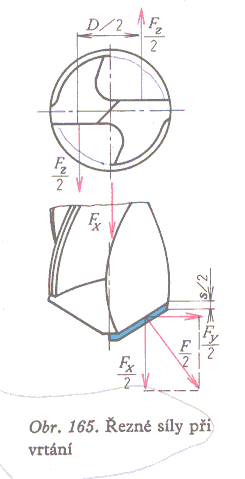 D/2
F_z/2
F_z/2
F_x
s/2
F_y/2
F/2
F_x/2
Obr. 165. Řezné síly při
vrtání